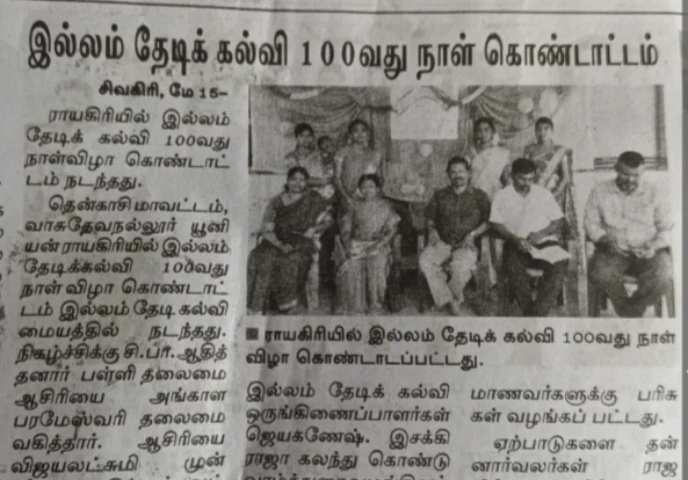 இல்லம் தேடிக் கல்வி 100வது நாள் கொண்டாட்டம்
சிவகிரி, மே 15-
ராயகிரியில் இல்லம்
தேடிக் கல்வி 100வது
நாள்விழா கொண்டாட்
டம் நடந்தது.
தென்காசி மாவட்டம்,
வாசுதேவநல்லூர் யூனி
யன் ராயகிரியில் இல்லம்
தேடிக்கல்வி 100வது
நாள் விழா கொண்டாட்
டம் இல்லம் தேடி கல்வி
மையத்தில் நடந்தது.
நிகழ்ச்சிக்கு சி.பா.ஆதித்
தனார் பள்ளி தலைமை
ஆசிரியை அங்காள
பரமேஸ்வரி தலைமை
வகித்தார். ஆசிரியை
விஜயலட்சுமி முன்
■ ராயகிரியில் இல்லம் தேடிக் கல்வி 100வது நாள்
விழா கொண்டாடப்பட்டது.
இல்லம் தேடிக் கல்வி
ஒருங்கிணைப்பாளர்கள்
ஜெயகணேஷ். இசக்கி
ராஜா கலந்து கொண்டு
மாணவர்களுக்கு பரிசு
கள் வழங்கப் பட்டது.
ஏற்பாடுகளை தன்
னார்வலர்கள் ராஜ